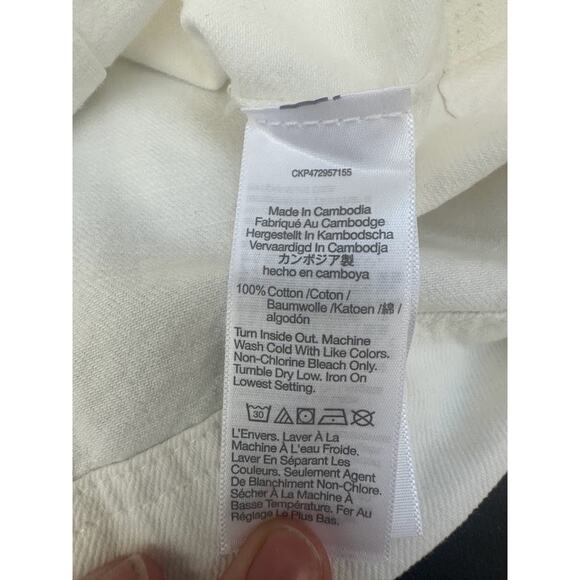 CKP472957155
Made In Cambodia
Fabriqué Au Cambodge
Hergestellt In Kambodscha
Vervaardigd In Cambodja
カンボジア製
hecho en camboya
100% Cotton /Coton /
Baumwolle /Katoen /綿/
algodón
Turn Inside Out. Machine
Wash Cold With Like Colors.
Non-Chlorine Bleach Only.
Tumble Dry Low. Iron On
Lowest Setting.
30
L'Envers. Laver À La
Machine À L'eau Froide.
Laver En Séparant Les
Couleurs. Seulement Agent
De Blanchiment Non-Chlore.
Sécher À La Machine À
Basse Température. Fer Au
Réglage Le Plus Bas.